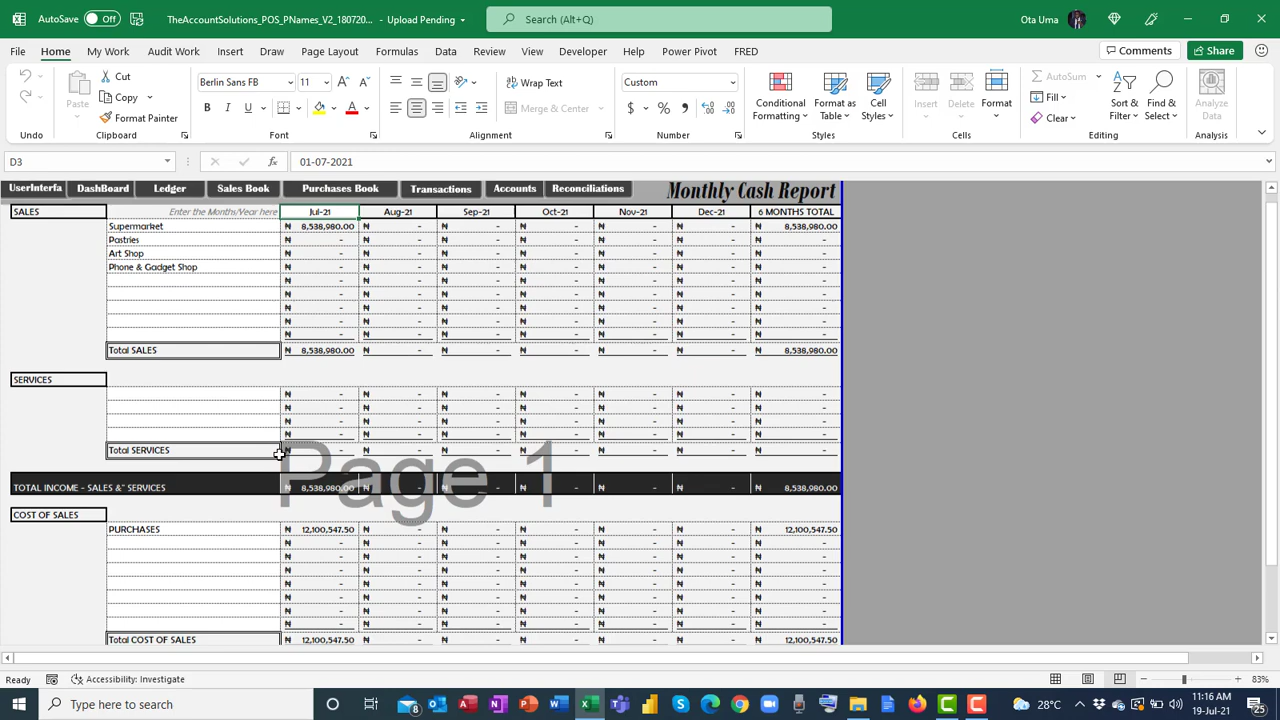 AutoSave Off TheAccountSolutions_POS_PNames_V2_180720... - Upload Pending Search (Alt+Q) Ota Uma
File Home My Work Audit Work Insert Draw Page Layout Formulas Data Review View Developer Help Power Pivot FRED Comments Share
Paste Cut Copy Format Painter
Berlin Sans FB 11 A A B I U A
Wrap Text Merge & Center
Custom $ %
Conditional Formatting Format as Table Cell Styles
Insert Delete Format
AutoSum Fill Clear Sort & Filter Find & Select Analyze Data
Undo Clipboard Font Alignment Number Styles Cells Editing Analysis
D3 fx 01-07-2021
UserInterfa DashBoard Ledger Sales Book Purchases Book Transactions Accounts Reconciliations Monthly Cash Report
SALES Enter the Months/Year here Jul-21 Aug-21 Sep-21 Oct-21 Nov-21 Dec-21 6 MONTHS TOTAL
Supermarket ₦ 8,538,980.00 ₦ - ₦ - ₦ - ₦ - ₦ - ₦ 8,538,980.00
Pastries ₦ - ₦ - ₦ - ₦ - ₦ - ₦ - ₦ -
Art Shop ₦ - ₦ - ₦ - ₦ - ₦ - ₦ - ₦ -
Phone & Gadget Shop ₦ - ₦ - ₦ - ₦ - ₦ - ₦ - ₦ -
₦ - ₦ - ₦ - ₦ - ₦ - ₦ - ₦ -
₦ - ₦ - ₦ - ₦ - ₦ - ₦ - ₦ -
₦ - ₦ - ₦ - ₦ - ₦ - ₦ - ₦ -
₦ - ₦ - ₦ - ₦ - ₦ - ₦ - ₦ -
₦ - ₦ - ₦ - ₦ - ₦ - ₦ - ₦ -
Total SALES ₦ 8,538,980.00 ₦ - ₦ - ₦ - ₦ - ₦ - ₦ 8,538,980.00
SERVICES
₦ - ₦ - ₦ - ₦ - ₦ - ₦ - ₦ -
₦ - ₦ - ₦ - ₦ - ₦ - ₦ - ₦ -
₦ - ₦ - ₦ - ₦ - ₦ - ₦ - ₦ -
₦ - ₦ - ₦ - ₦ - ₦ - ₦ - ₦ -
Total SERVICES ₦ - ₦ - ₦ - ₦ - ₦ - ₦ - ₦ -
Page 1
TOTAL INCOME - SALES &" SERVICES ₦ 8,538,980.00 ₦ - ₦ - ₦ - ₦ - ₦ - ₦ 8,538,980.00
COST OF SALES
PURCHASES ₦ 12,100,547.50 ₦ - ₦ - ₦ - ₦ - ₦ - ₦ 12,100,547.50
₦ - ₦ - ₦ - ₦ - ₦ - ₦ - ₦ -
₦ - ₦ - ₦ - ₦ - ₦ - ₦ - ₦ -
₦ - ₦ - ₦ - ₦ - ₦ - ₦ - ₦ -
₦ - ₦ - ₦ - ₦ - ₦ - ₦ - ₦ -
₦ - ₦ - ₦ - ₦ - ₦ - ₦ - ₦ -
₦ - ₦ - ₦ - ₦ - ₦ - ₦ - ₦ -
₦ - ₦ - ₦ - ₦ - ₦ - ₦ - ₦ -
Total COST OF SALES ₦ 12,100,547.50 ₦ - ₦ - ₦ - ₦ - ₦ - ₦ 12,100,547.50
Ready Accessibility: Investigate 83%
Type here to search 28°C 11:16 AM
19-Jul-21 25